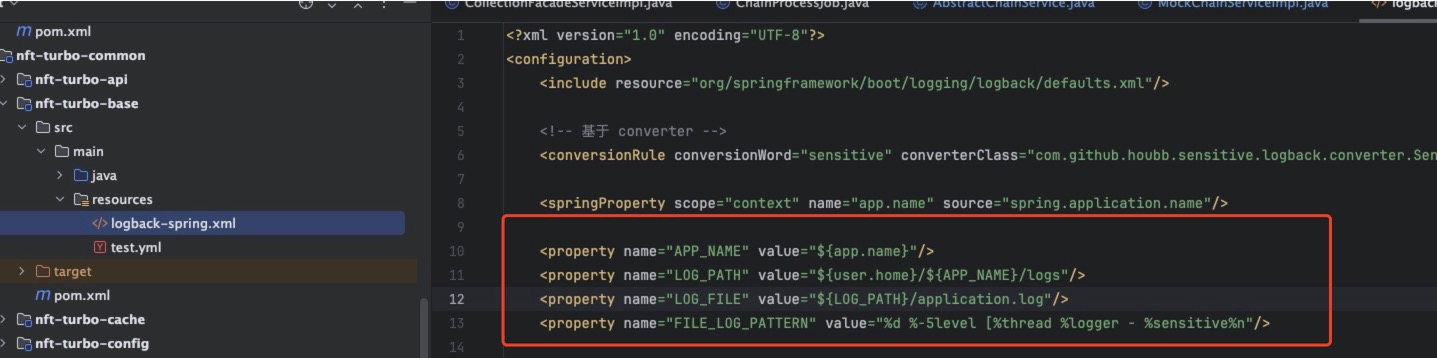 CollectionFacadeServiceImpl.java
ChainProcessJob.java
AbstractChainService.java
MockChainServiceImpl.java
pom.xml
nft-turbo-common
nft-turbo-api
nft-turbo-base
src
main
java
resources
logback-spring.xml
test.yml
target
pom.xml
nft-turbo-cache
nft-turbo-config
1 <?xml version="1.0" encoding="UTF-8"?>
2 <configuration>
3 <include resource="org/springframework/boot/logging/logback/defaults.xml"/>
4
5 <!-- 基于 converter -->
6 <conversionRule conversionWord="sensitive" converterClass="com.github.houbb.sensitive.logback.converter.Sen
7
8 <springProperty scope="context" name="app.name" source="spring.application.name"/>
9
10 <property name="APP_NAME" value="${app.name}"/>
11 <property name="LOG_PATH" value="${user.home}/${APP_NAME}/logs"/>
12 <property name="LOG_FILE" value="${LOG_PATH}/application.log"/>
13 <property name="FILE_LOG_PATTERN" value="%d %-5level [%thread %logger - %sensitive%n"/>
14